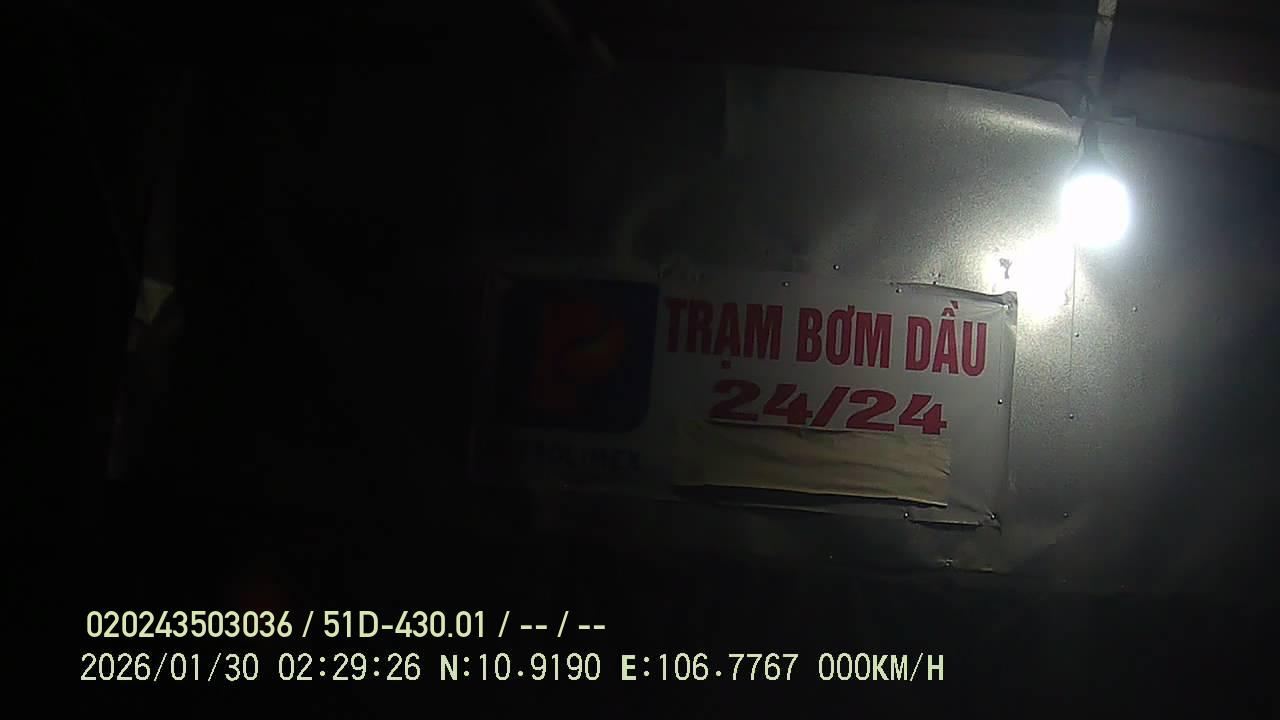 TRẠM BƠM DẦU
24/24
020243503036 / 51D-430.01 / -- / --
2026/01/30 02:29:26 N:10.9190 E:106.7767 000KM/H